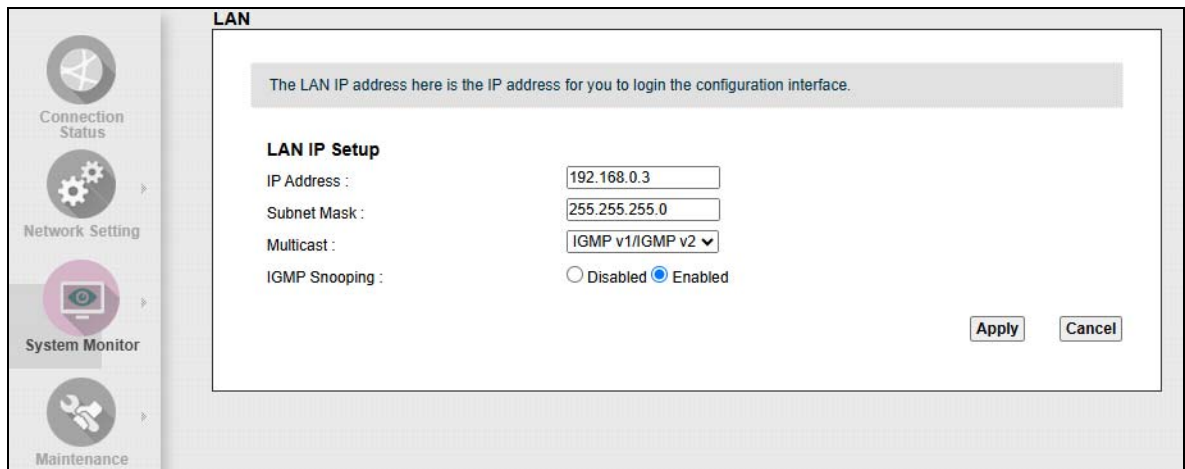 LAN
The LAN IP address here is the IP address for you to login the configuration interface.
Connection
Status
Network Setting
System Monitor
Maintenance
LAN IP Setup
IP Address :
192.168.0.3
Subnet Mask :
255.255.255.0
Multicast :
IGMP v1/IGMP v2
IGMP Snooping :
Disabled
Enabled
Apply
Cancel